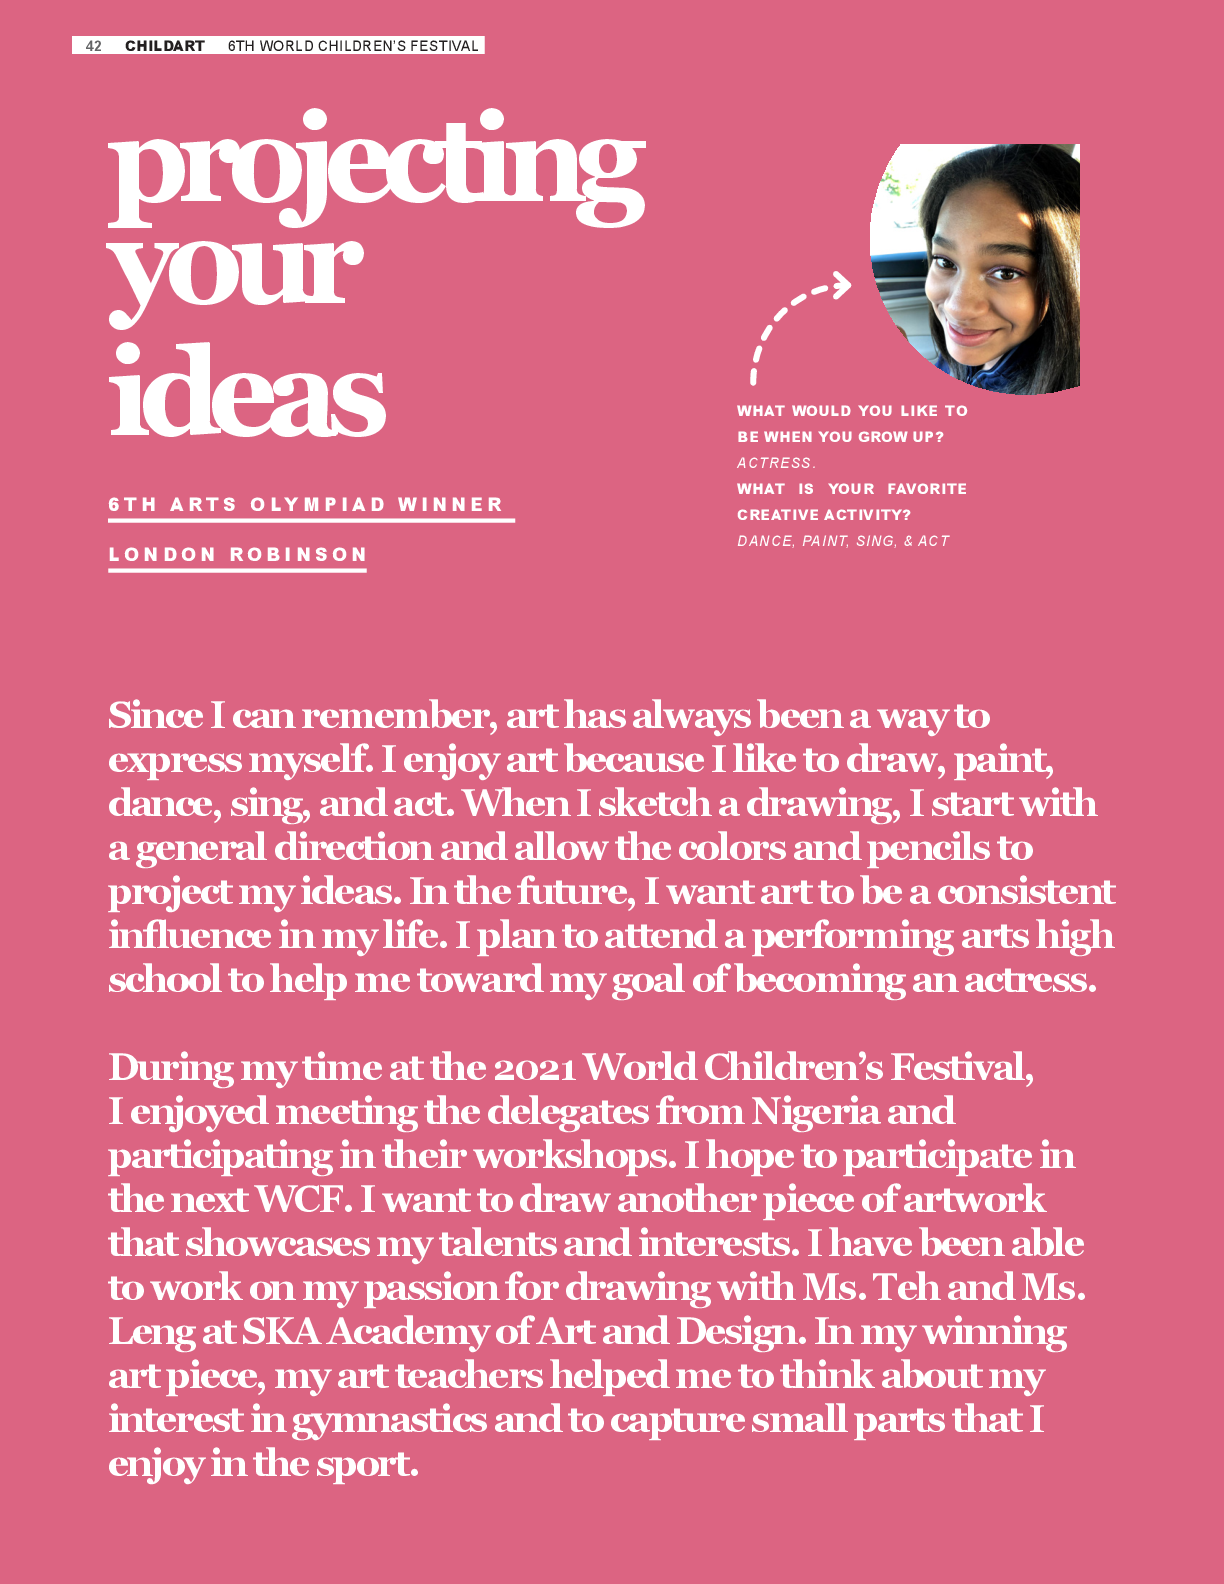 42 CHILDART 6TH WORLD CHILDREN'S FESTIVAL
projecting
your
ideas
6TH ARTS OLYMPIAD WINNER
LONDON ROBINSON
WHAT WOULD YOU LIKE TO
BE WHEN YOU GROW UP?
ACTRESS.
WHAT IS YOUR FAVORITE
CREATIVE ACTIVITY?
DANCE, PAINT, SING, & ACT
Since I can remember, art has always been a way to
express myself. I enjoy art because I like to draw, paint,
dance, sing, and act. When I sketch a drawing, I start with
a general direction and allow the colors and pencils to
project my ideas. In the future, I want art to be a consistent
influence in my life. I plan to attend a performing arts high
school to help me toward my goal of becoming an actress.
During my time at the 2021 World Children’s Festival,
I enjoyed meeting the delegates from Nigeria and
participating in their workshops. I hope to participate in
the next WCF. I want to draw another piece of artwork
that showcases my talents and interests. I have been able
to work on my passion for drawing with Ms. Teh and Ms.
Leng at SKA Academy of Art and Design. In my winning
art piece, my art teachers helped me to think about my
interest in gymnastics and to capture small parts that I
enjoy in the sport.